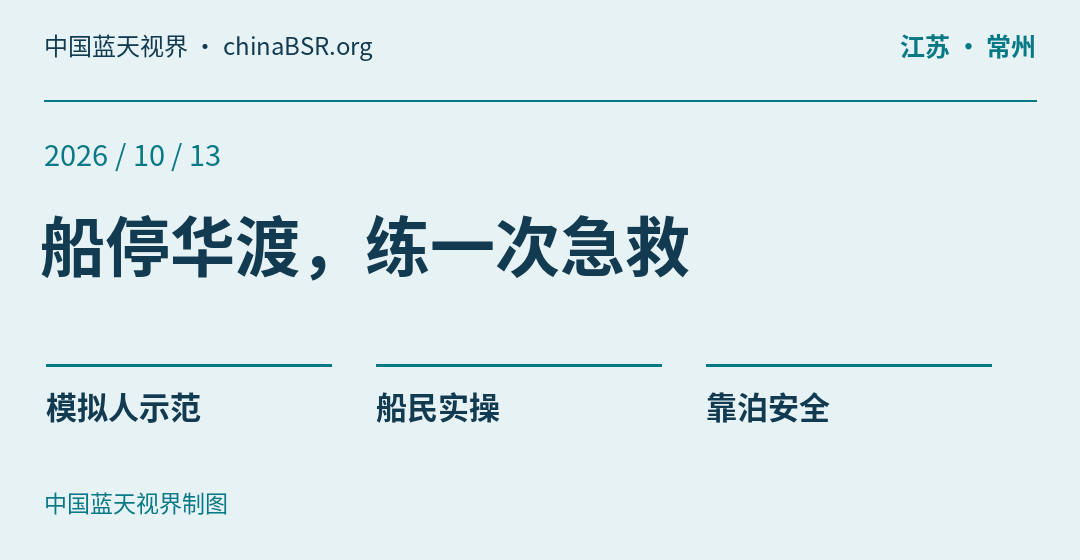 中国蓝天视界 · chinaBSR.org
江苏 · 常州
2026 / 10 / 13
船停华渡，练一次急救
模拟人示范
船民实操
靠泊安全
中国蓝天视界制图